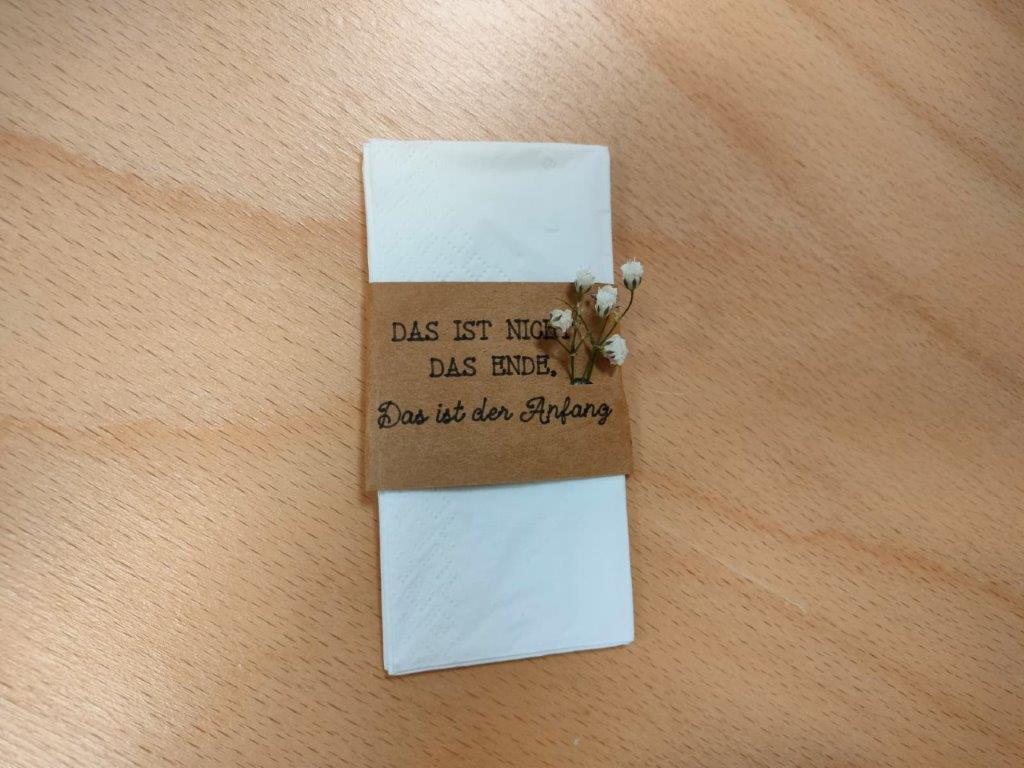 DAS IST NICHT
DAS ENDE,
Das ist der Anfang